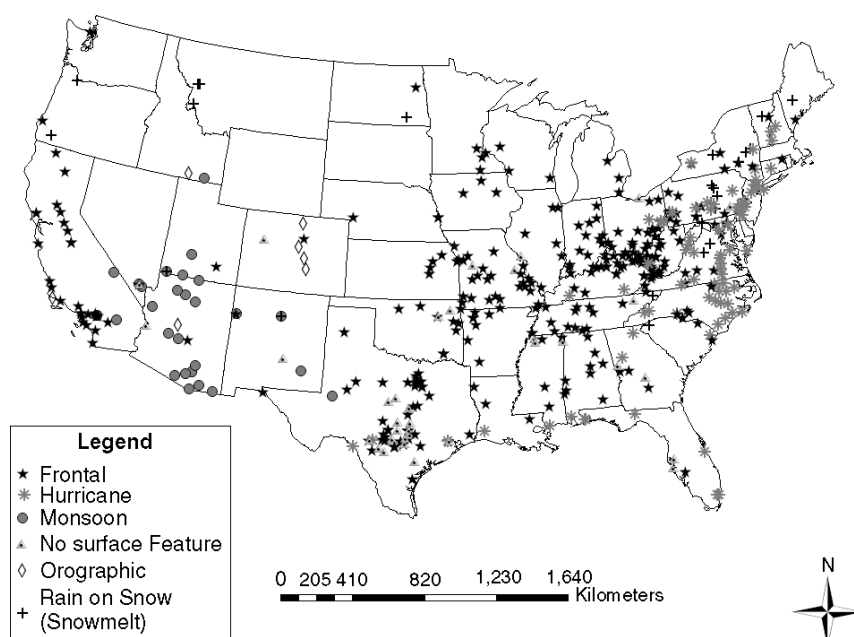 Legend
Frontal
Hurricane
Monsoon
No surface Feature
Orographic
Rain on Snow
(Snowmelt)
0 205 410 820 1,230 1,640
Kilometers
N